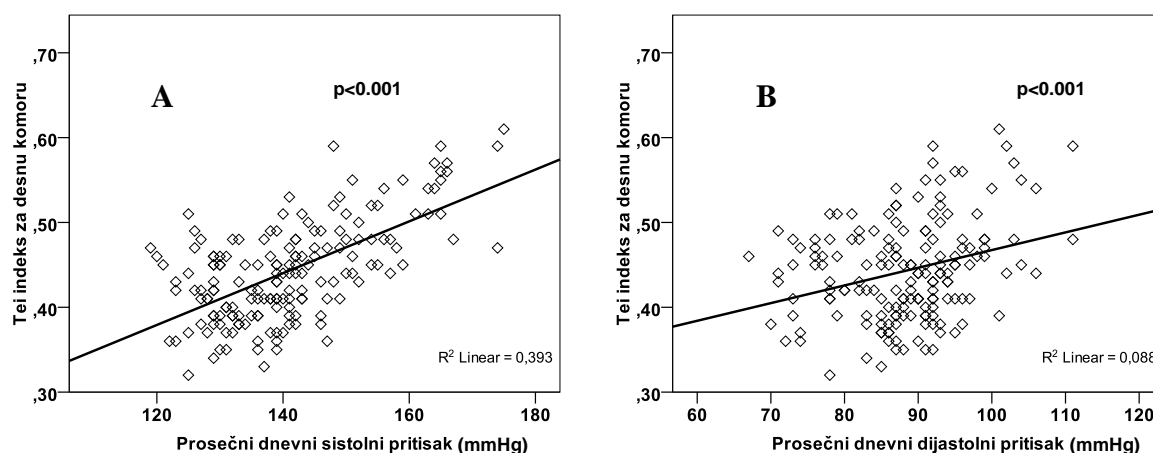 A
p<0.001
Tei indeks za desnu komoru
,70
,60
,50
,40
,30
R² Linear = 0,393
120
140
160
180
Prosečni dnevni sistolni pritisak (mmHg)
B
p<0.001
Tei indeks za desnu komoru
,70
,60
,50
,40
,30
R² Linear = 0,088
60
70
80
90
100
110
120
Prosečni dnevni dijastolni pritisak (mmHg)